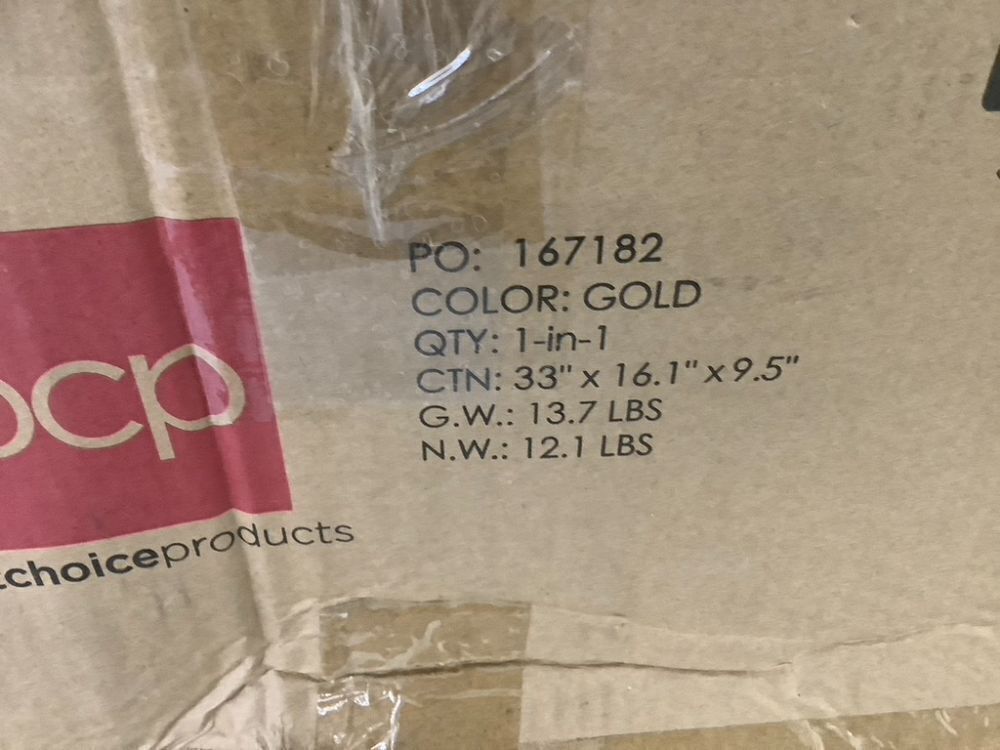 PO: 167182
COLOR: GOLD
QTY: 1-in-1
CTN: 33" x 16.1" x 9.5"
G.W.: 13.7 LBS
N.W.: 12.1 LBS
bcp
choiceproducts